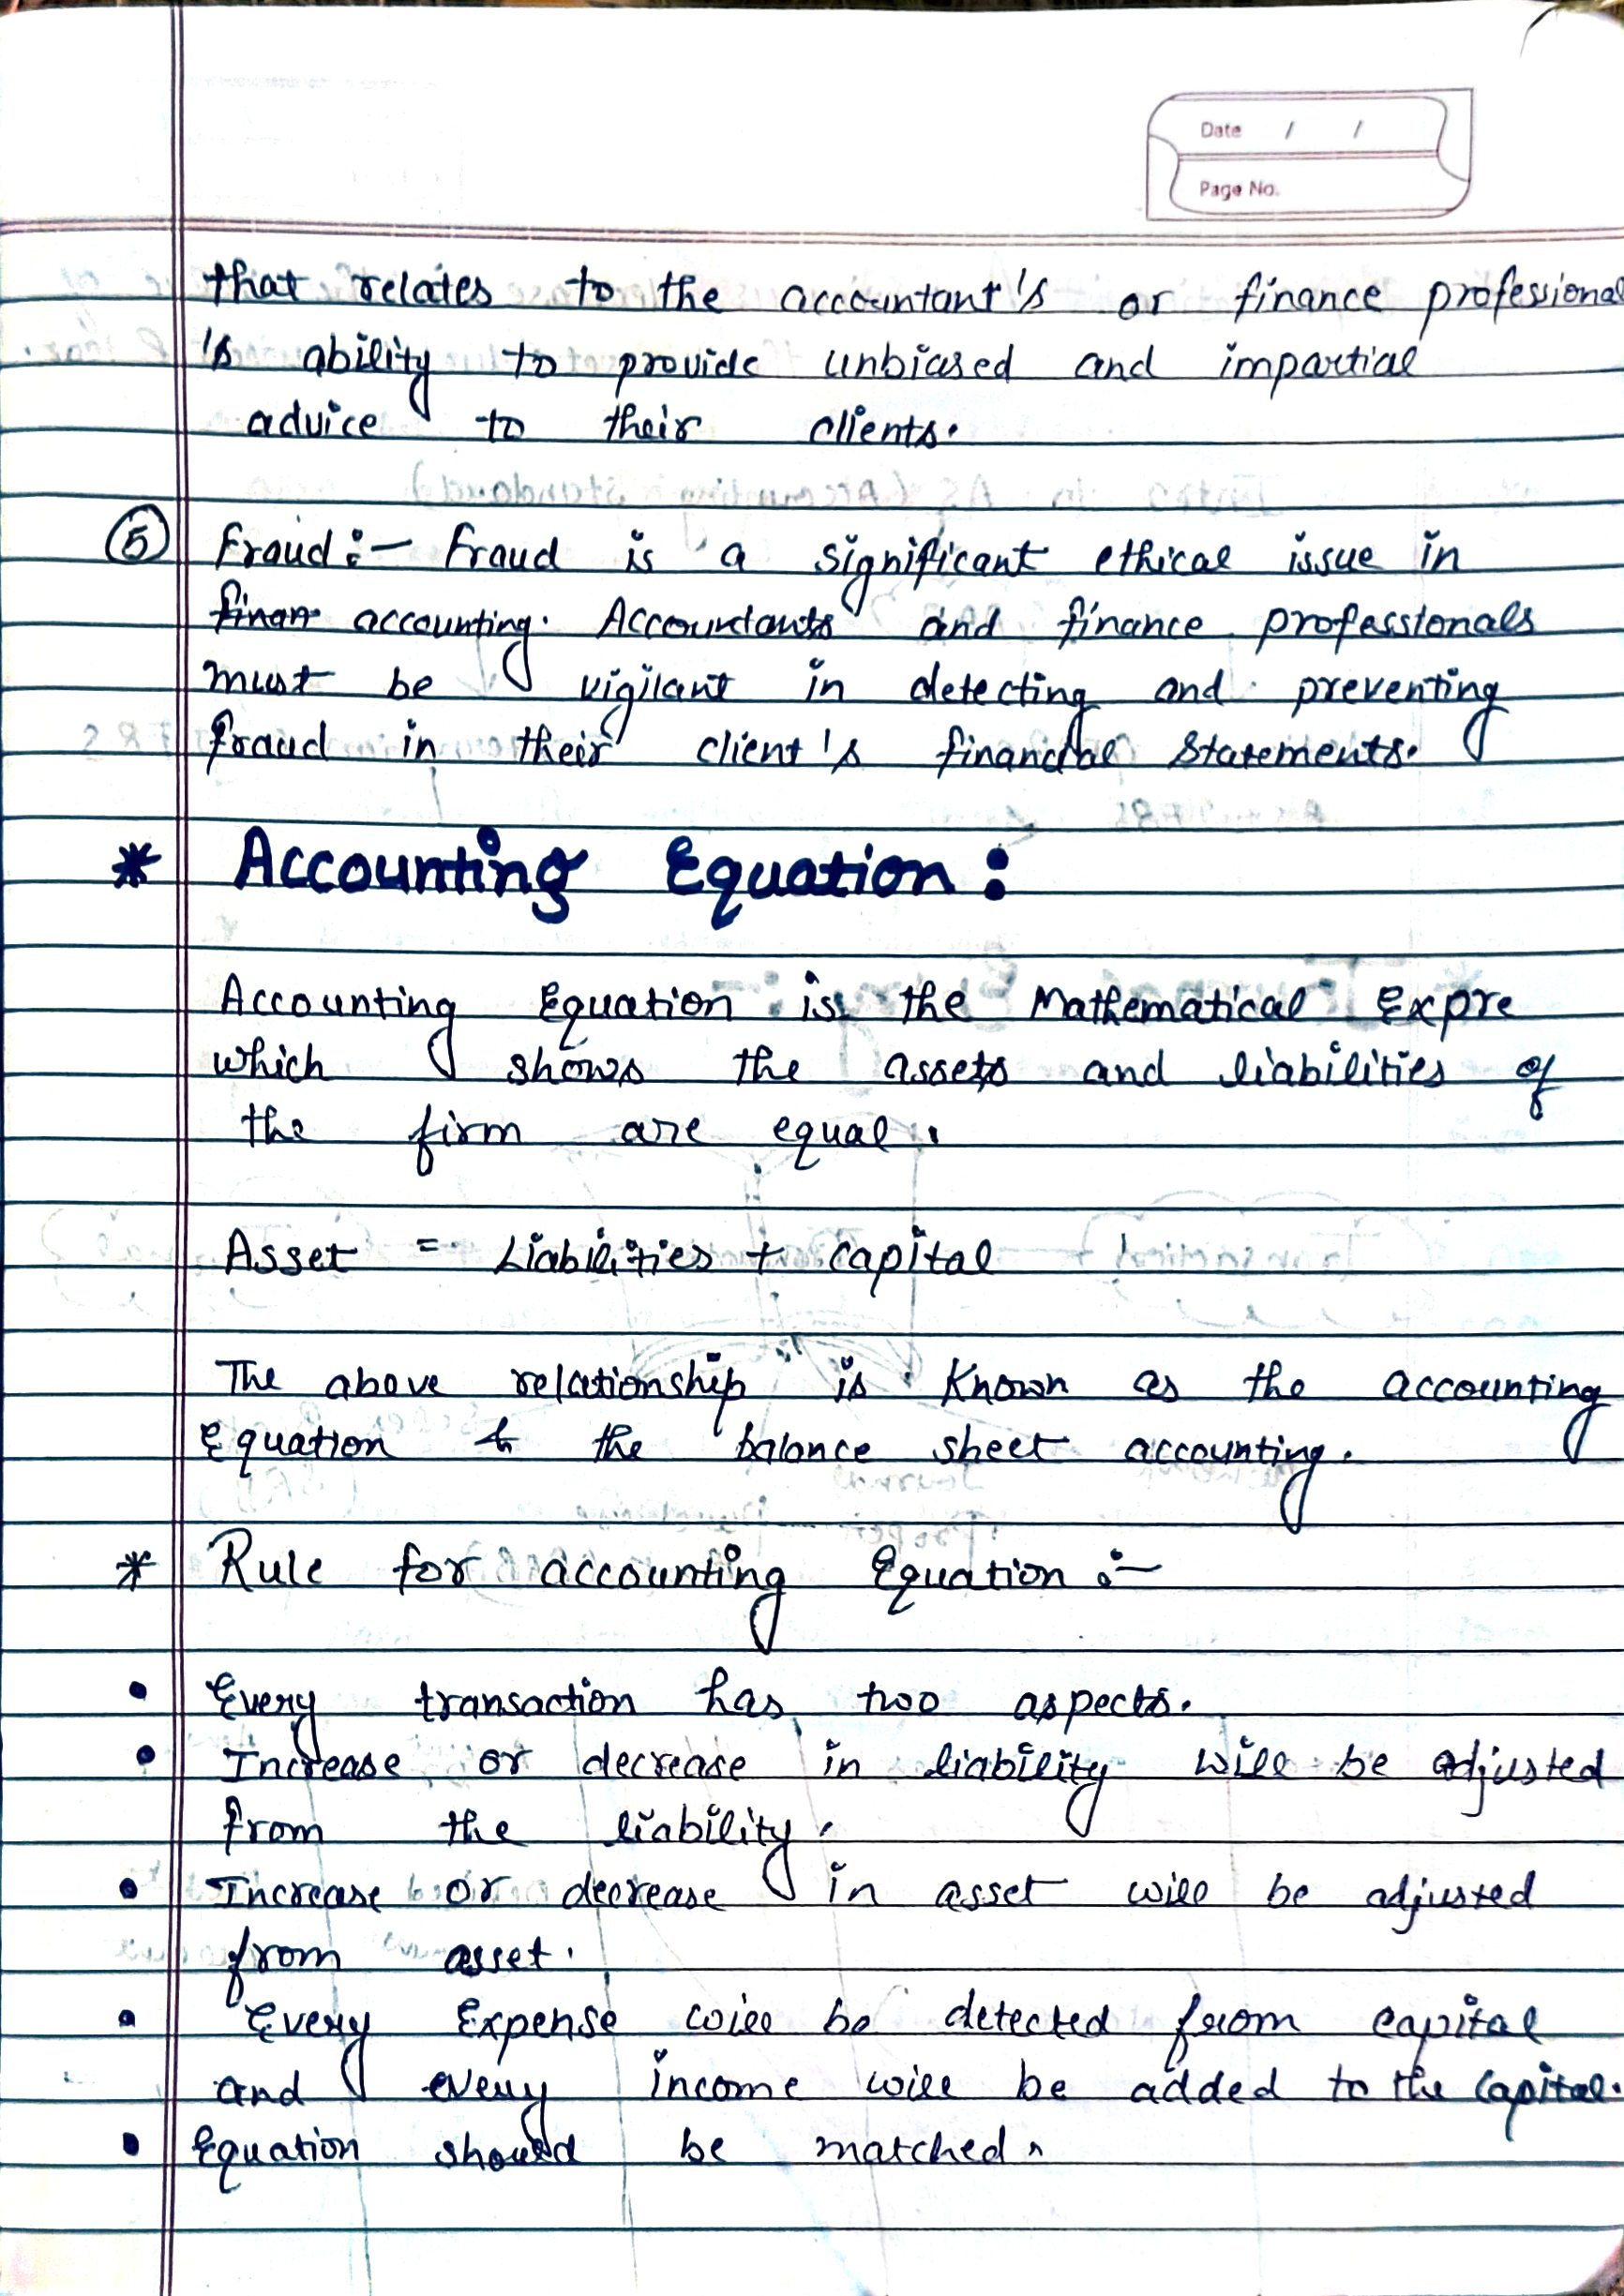 Date / /
Page No.
that relates to the accountant's or finance professional
's ability to provide unbiased and impartial
advice to their clients.
⑤ Fraud :- Fraud is a significant ethical issue in
finan accounting. Accountants and finance professionals
must be vigilant in detecting and preventing
fraud in their client's financial statements.
* Accounting Equation :
Accounting Equation is the Mathematical Expre
which shows the assets and liabilities of
the firm are equal.
Asset = Liabilities + capital
The above relationship is known as the accounting
Equation & the balance sheet accounting.
* Rule for accounting Equation :-
• Every transaction has two aspects.
• Increase or decrease in liability will be adjusted
from the liability.
• Increase or decrease in asset will be adjusted
from asset.
• Every Expense will be detected from capital
and every income will be added to the capital.
• Equation should be matched.